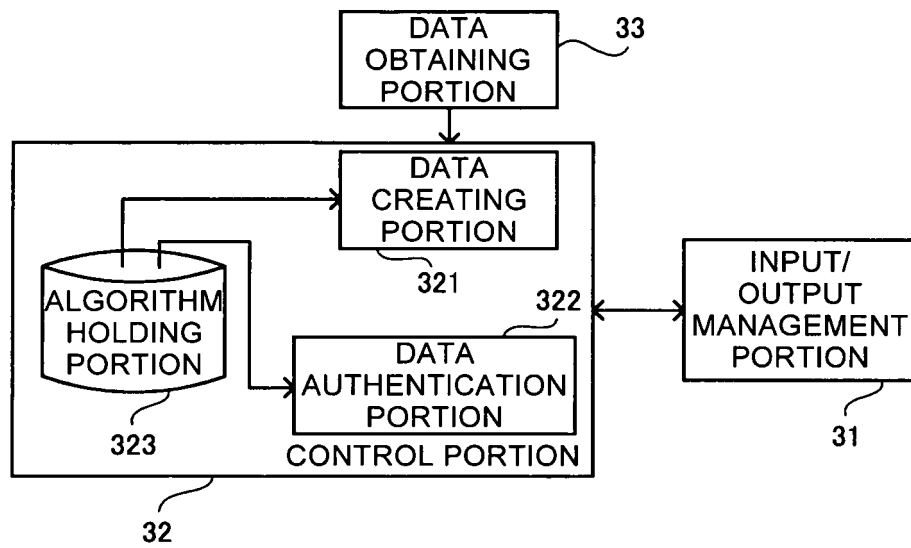 DATA
OBTAINING
PORTION
33
DATA
CREATING
PORTION
321
ALGORITHM
HOLDING
PORTION
323
322
DATA
AUTHENTICATION
PORTION
CONTROL PORTION
32
INPUT/
OUTPUT
MANAGEMENT
PORTION
31